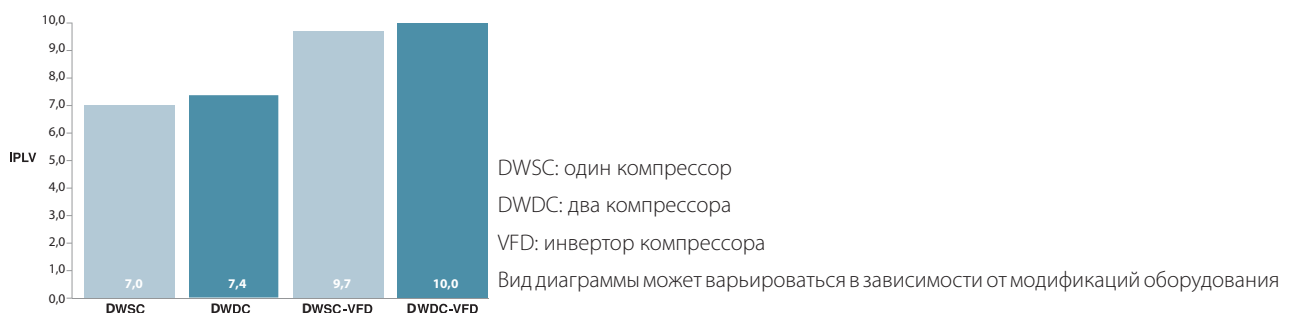 10,0
9,0
8,0
7,0
6,0
IPLV 5,0
4,0
3,0
2,0
1,0
0,0
7,0 7,4 9,7 10,0
DWSC DWDC DWSC-VFD DWDC-VFD
DWSC: один компрессор
DWDC: два компрессора
VFD: инвертор компрессора
Вид диаграммы может варьироваться в зависимости от модификаций оборудования